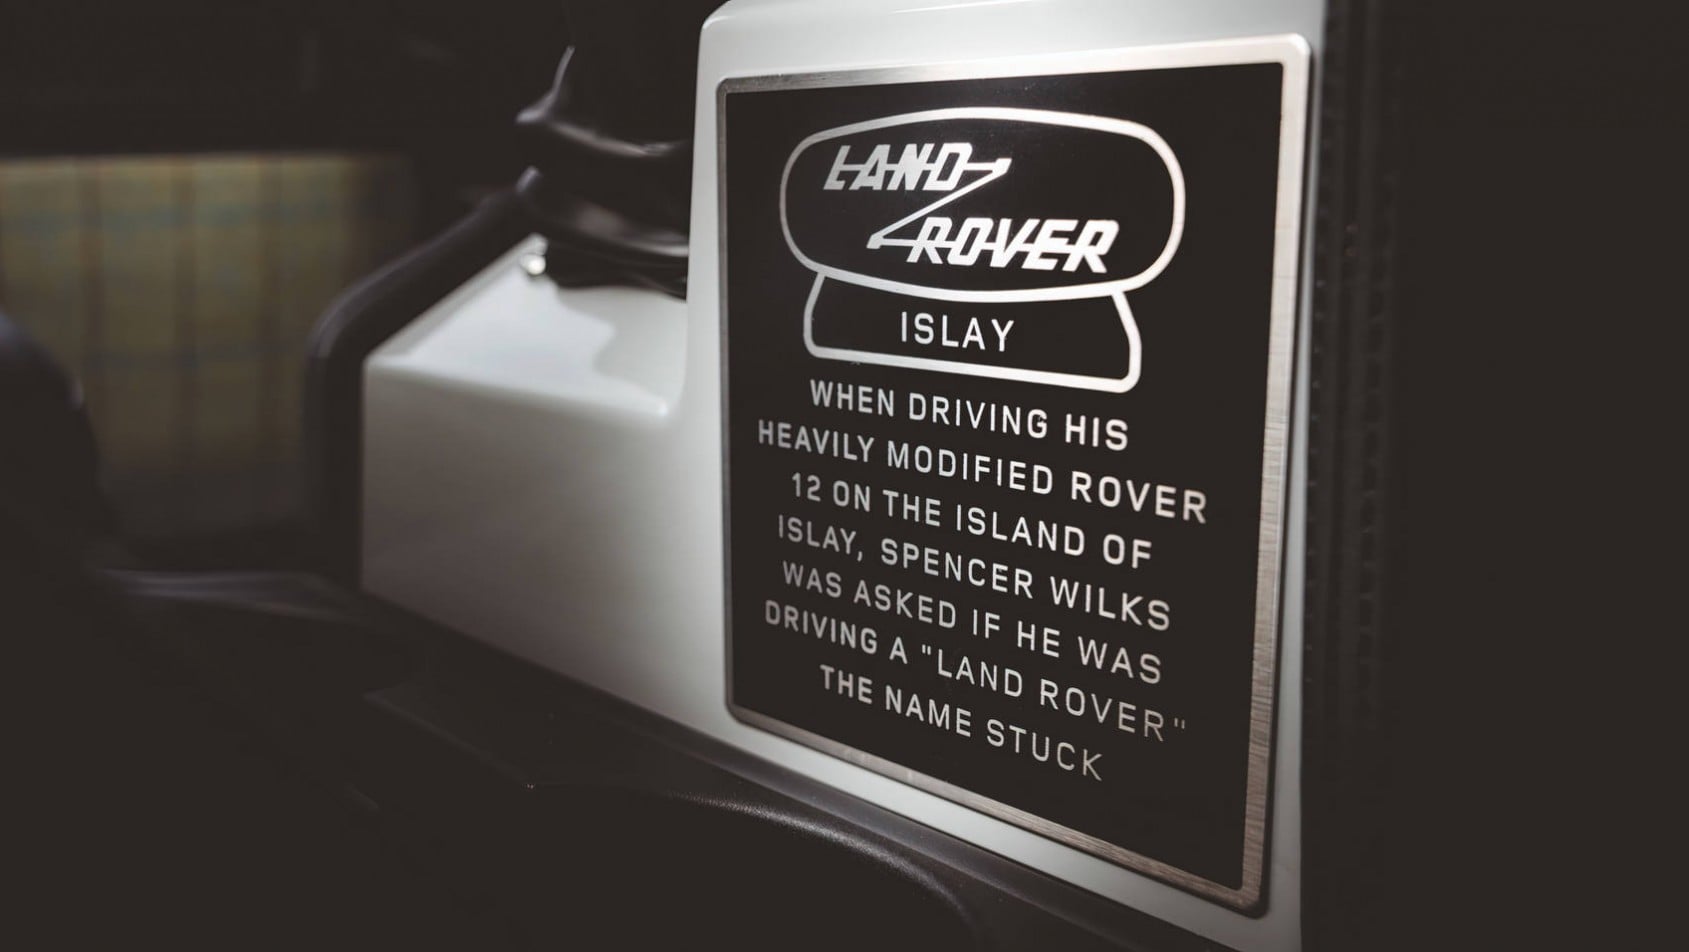 LAND
ROVER
ISLAY
WHEN DRIVING HIS
HEAVILY MODIFIED ROVER
12 ON THE ISLAND OF
ISLAY, SPENCER WILKS
WAS ASKED IF HE WAS
DRIVING A "LAND ROVER"
THE NAME STUCK